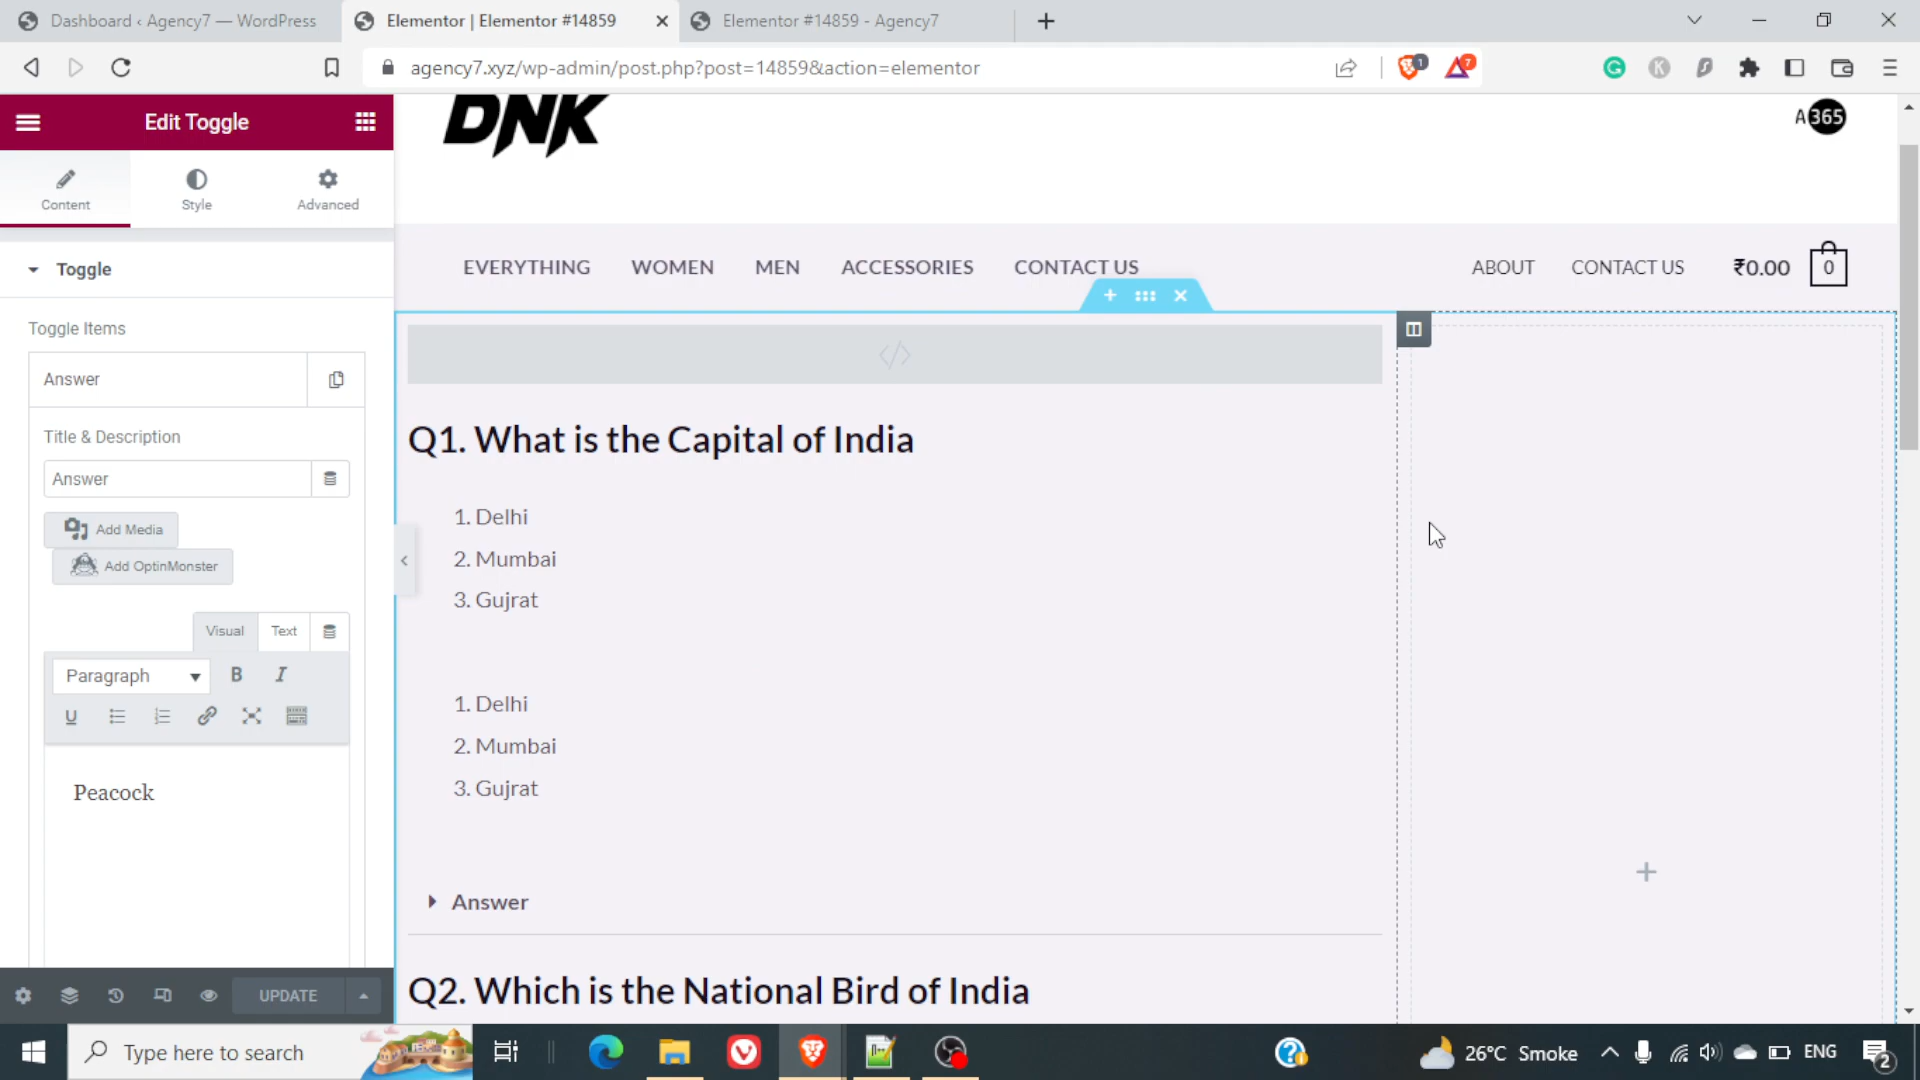 Dashboard ‹ Agency7 — WordPress
Elementor | Elementor #14859
Elementor #14859 - Agency7
agency7.xyz/wp-admin/post.php?post=14859&action=elementor
1
7
Edit Toggle
DNK
A365
Content
Style
Advanced
EVERYTHING
WOMEN
MEN
ACCESSORIES
CONTACT US
ABOUT
CONTACT US
₹0.00
0
Toggle
Toggle Items
Answer
Title & Description
Answer
Add Media
Add OptinMonster
Visual
Text
Paragraph
B
I
U
Peacock
UPDATE
</>
Q1. What is the Capital of India
1. Delhi
2. Mumbai
3. Gujrat
1. Delhi
2. Mumbai
3. Gujrat
Answer
Q2. Which is the National Bird of India
Type here to search
26°C Smoke
ENG
2